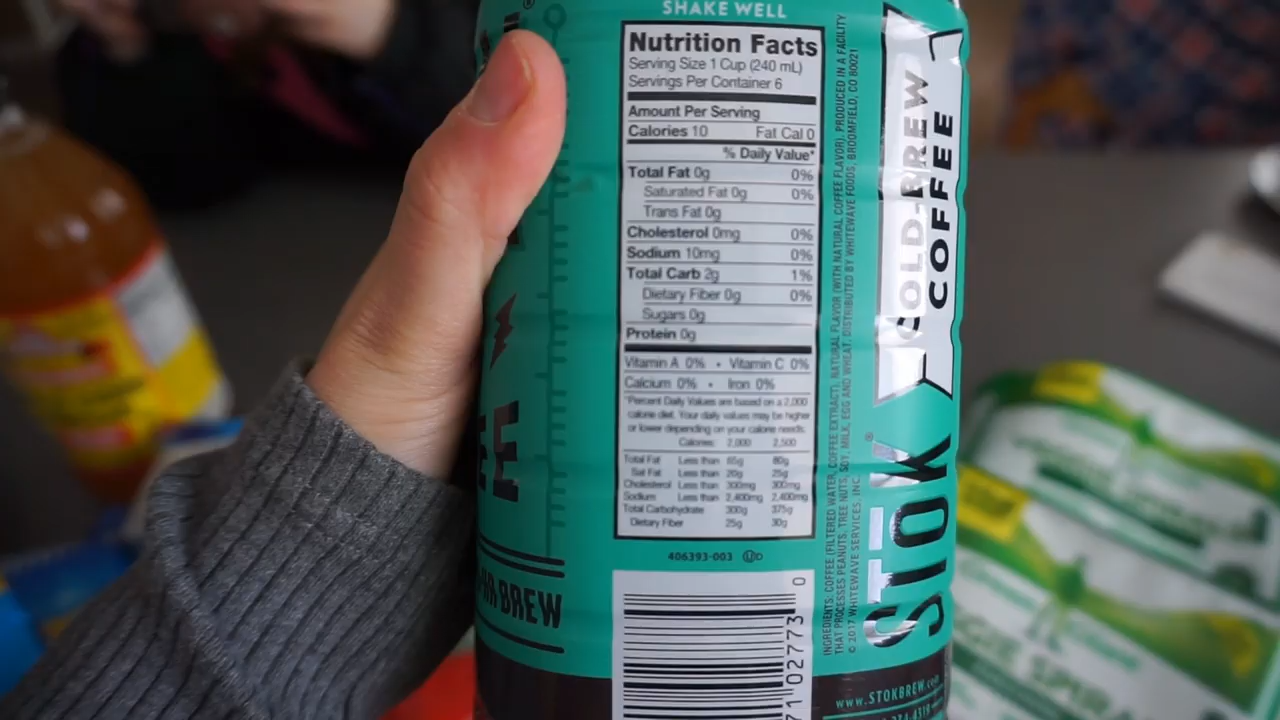 SHAKE WELL
Nutrition Facts
Serving Size 1 Cup (240 mL)
Servings Per Container 6
Amount Per Serving
Calories 10 Fat Cal 0
% Daily Value*
Total Fat 0g 0%
Saturated Fat 0g 0%
Trans Fat 0g
Cholesterol 0mg 0%
Sodium 10mg 0%
Total Carb 2g 1%
Dietary Fiber 0g 0%
Sugars 0g
Protein 0g
Vitamin A 0% • Vitamin C 0%
Calcium 0% • Iron 0%
*Percent Daily Values are based on a 2,000
calorie diet. Your daily values may be higher
or lower depending on your calorie needs.
Calories: 2,000 2,500
Total Fat Less than 65g 80g
Sat Fat Less than 20g 25g
Cholesterol Less than 300mg 300mg
Sodium Less than 2,400mg 2,400mg
Total Carbohydrate 300g 375g
Dietary Fiber 25g 30g
406393-003 U D
0
71 02773
INGREDIENTS: COFFEE (FILTERED WATER, COFFEE EXTRACT), NATURAL FLAVOR (WITH NATURAL COFFEE FLAVOR). PRODUCED IN A FACILITY
THAT PROCESSES PEANUTS, TREE NUTS, SOY, MILK, EGG AND WHEAT. DISTRIBUTED BY WHITEWAVE FOODS, BROOMFIELD, CO 80021
© 2017 WHITEWAVE SERVICES, INC.
STOK®
COLD-BREW
COFFEE
www.STOKBREW.com
EE
BREW